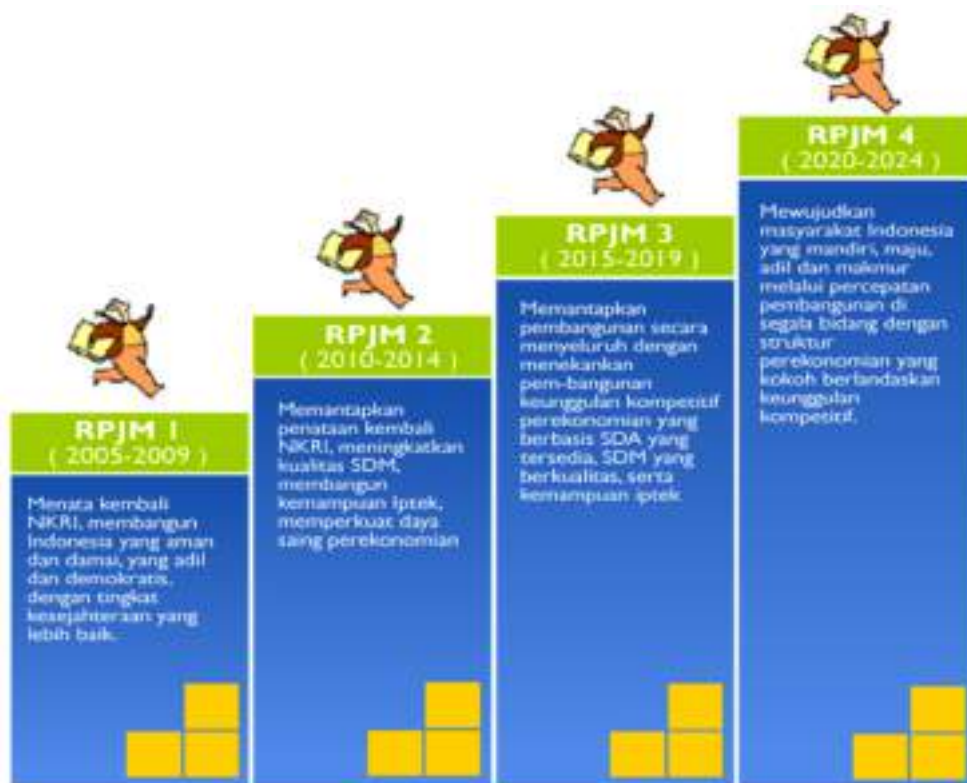 RPJM 1
( 2005-2009 )
Menata kembali
NKRI, membangun
Indonesia yang aman
dan damai, yang adil
dan demokratis,
dengan tingkat
kesejahteraan yang
lebih baik.
RPJM 2
( 2010-2014 )
Memantapkan
penataan kembali
NKRI, meningkatkan
kualitas SDM,
membangun
kemampuan Iptek,
memperkuat daya
saing perekonomian
RPJM 3
( 2015-2019 )
Memantapkan
pembangunan secara
menyeluruh dengan
menekankan
pem-bangunan
keunggulan kompetitif
perekonomian yang
berbasis SDA yang
tersedia, SDM yang
berkualitas, serta
kemampuan iptek
RPJM 4
( 2020-2024 )
Mewujudkan
masyarakat Indonesia
yang mandiri, maju,
adil dan makmur
melalui percepatan
pembangunan di
segala bidang dengan
struktur
perekonomian yang
kokoh berlandaskan
keunggulan
kompetitif.